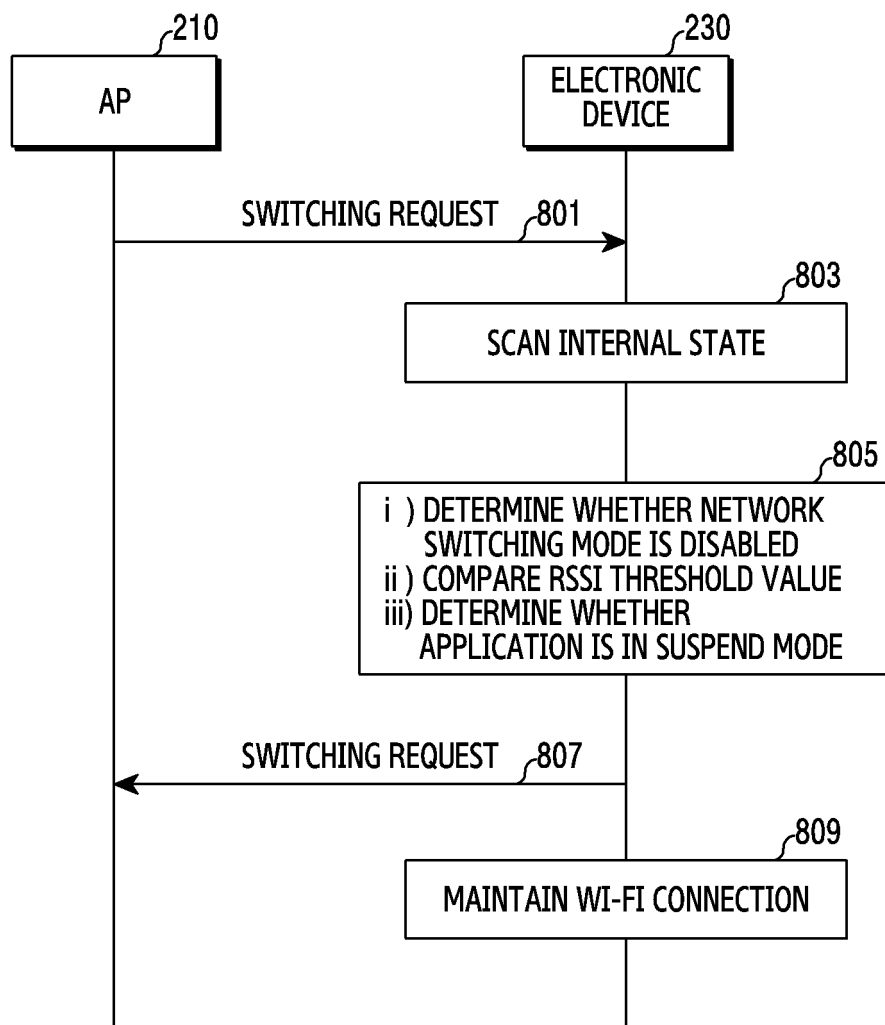 210
230
AP
ELECTRONIC
DEVICE
SWITCHING REQUEST 801
803
SCAN INTERNAL STATE
805
i ) DETERMINE WHETHER NETWORK
SWITCHING MODE IS DISABLED
ii ) COMPARE RSSI THRESHOLD VALUE
iii) DETERMINE WHETHER
APPLICATION IS IN SUSPEND MODE
SWITCHING REQUEST 807
809
MAINTAIN WI-FI CONNECTION